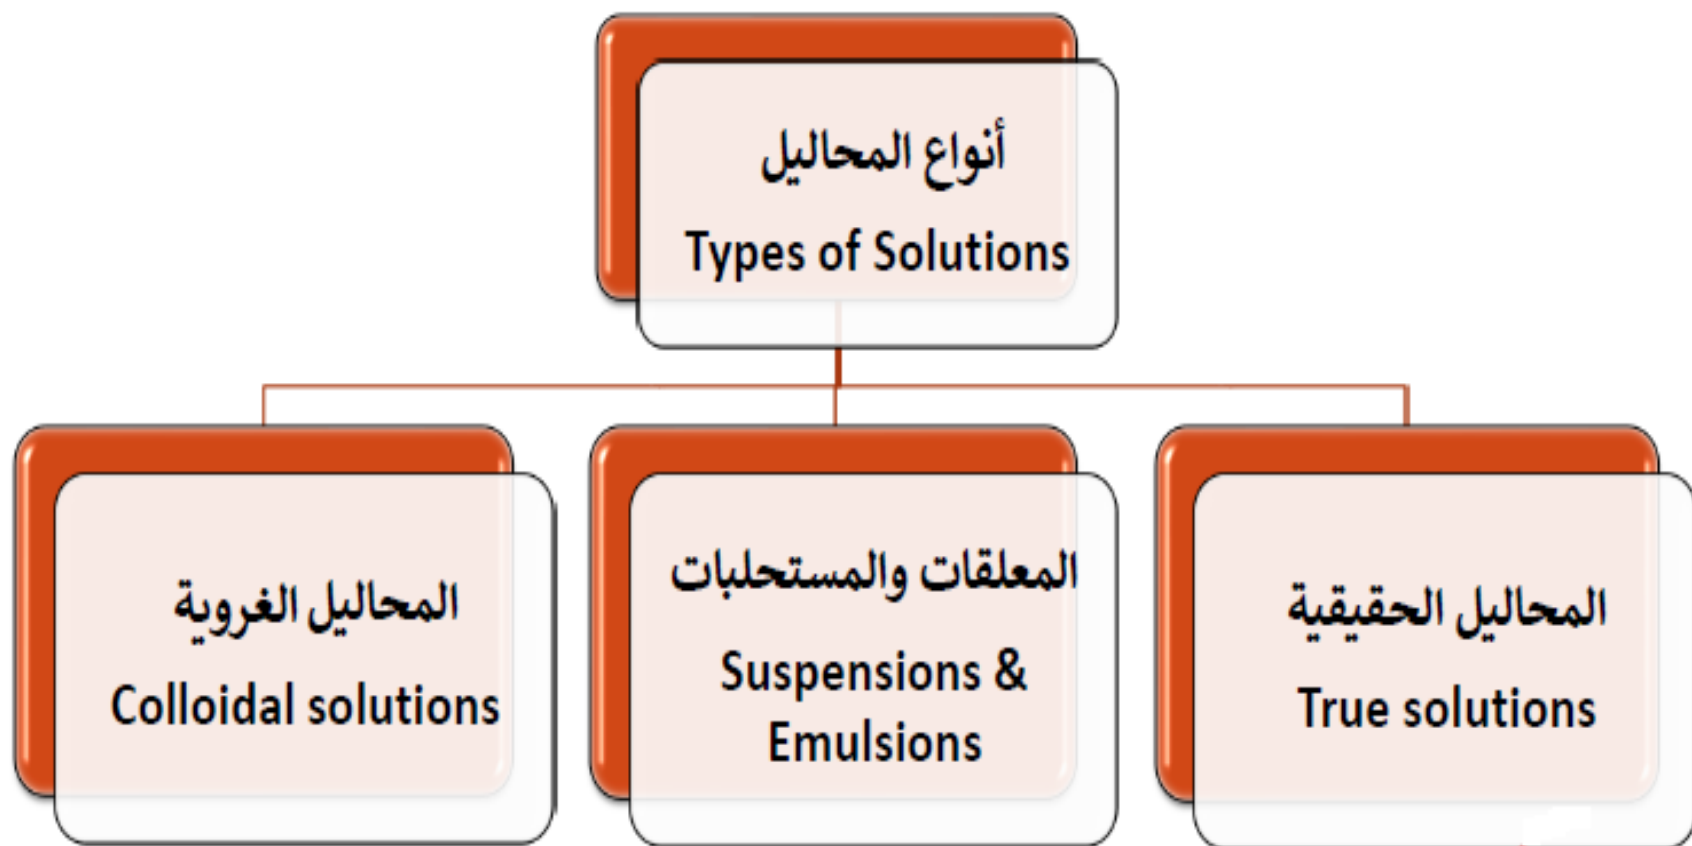 أنواع المحاليل
Types of Solutions
المحاليل الحقيقية
True solutions
المعلقات والمستحلبات
Suspensions &
Emulsions
المحاليل الغروية
Colloidal solutions